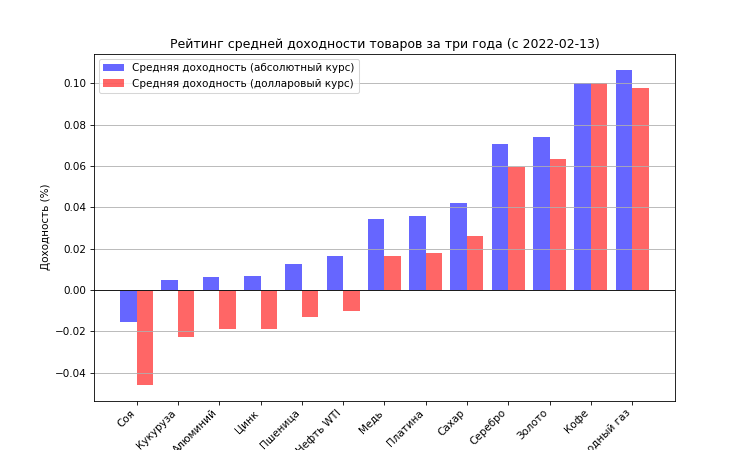 Рейтинг средней доходности товаров за три года (с 2022-02-13)
Средняя доходность (абсолютный курс)
Средняя доходность (долларовый курс)
Доходность (%)
0.10
0.08
0.06
0.04
0.02
0.00
−0.02
−0.04
Соя
Кукуруза
Алюминий
Цинк
Пшеница
Нефть WTI
Медь
Платина
Сахар
Серебро
Золото
Кофе
одный газ